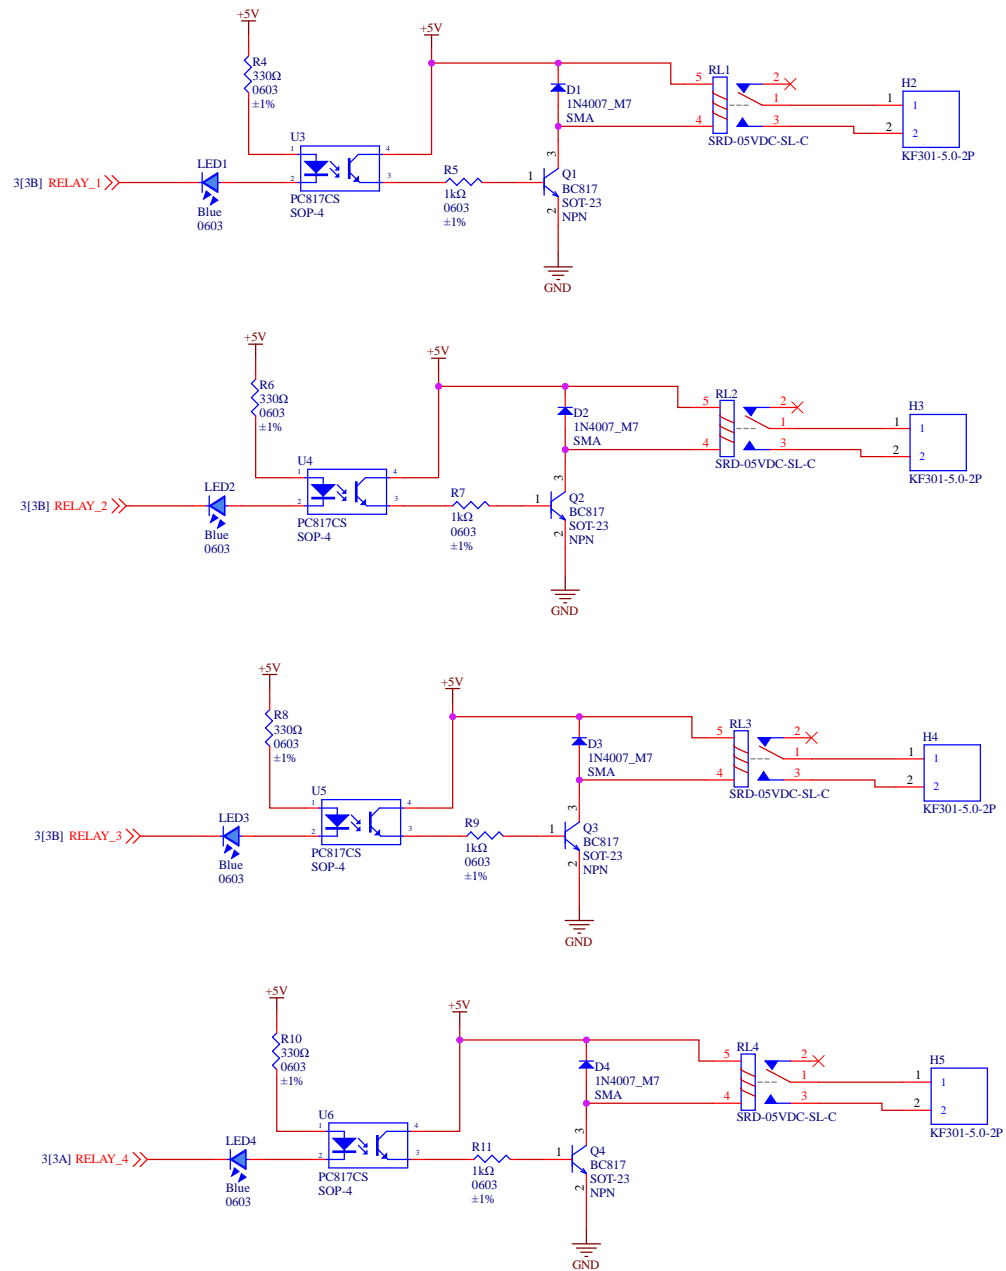 +5V
+5V
R4
330Ω
0603
±1%
D1
1N4007_M7
SMA
RL1
5
4
2
1
3
SRD-05VDC-SL-C
H2
1 1
2 2
KF301-5.0-2P
U3
1
2
4
3
PC817CS
SOP-4
3[3B] RELAY_1
LED1
Blue
0603
R5
1kΩ
0603
±1%
3
1
2
Q1
BC817
SOT-23
NPN
GND
+5V
+5V
R6
330Ω
0603
±1%
D2
1N4007_M7
SMA
RL2
5
4
2
1
3
SRD-05VDC-SL-C
H3
1 1
2 2
KF301-5.0-2P
U4
1
2
4
3
PC817CS
SOP-4
3[3B] RELAY_2
LED2
Blue
0603
R7
1kΩ
0603
±1%
3
1
2
Q2
BC817
SOT-23
NPN
GND
+5V
+5V
R8
330Ω
0603
±1%
D3
1N4007_M7
SMA
RL3
5
4
2
1
3
SRD-05VDC-SL-C
H4
1 1
2 2
KF301-5.0-2P
U5
1
2
4
3
PC817CS
SOP-4
3[3B] RELAY_3
LED3
Blue
0603
R9
1kΩ
0603
±1%
3
1
2
Q3
BC817
SOT-23
NPN
GND
+5V
+5V
R10
330Ω
0603
±1%
D4
1N4007_M7
SMA
RL4
5
4
2
1
3
SRD-05VDC-SL-C
H5
1 1
2 2
KF301-5.0-2P
U6
1
2
4
3
PC817CS
SOP-4
3[3A] RELAY_4
LED4
Blue
0603
R11
1kΩ
0603
±1%
3
1
2
Q4
BC817
SOT-23
NPN
GND